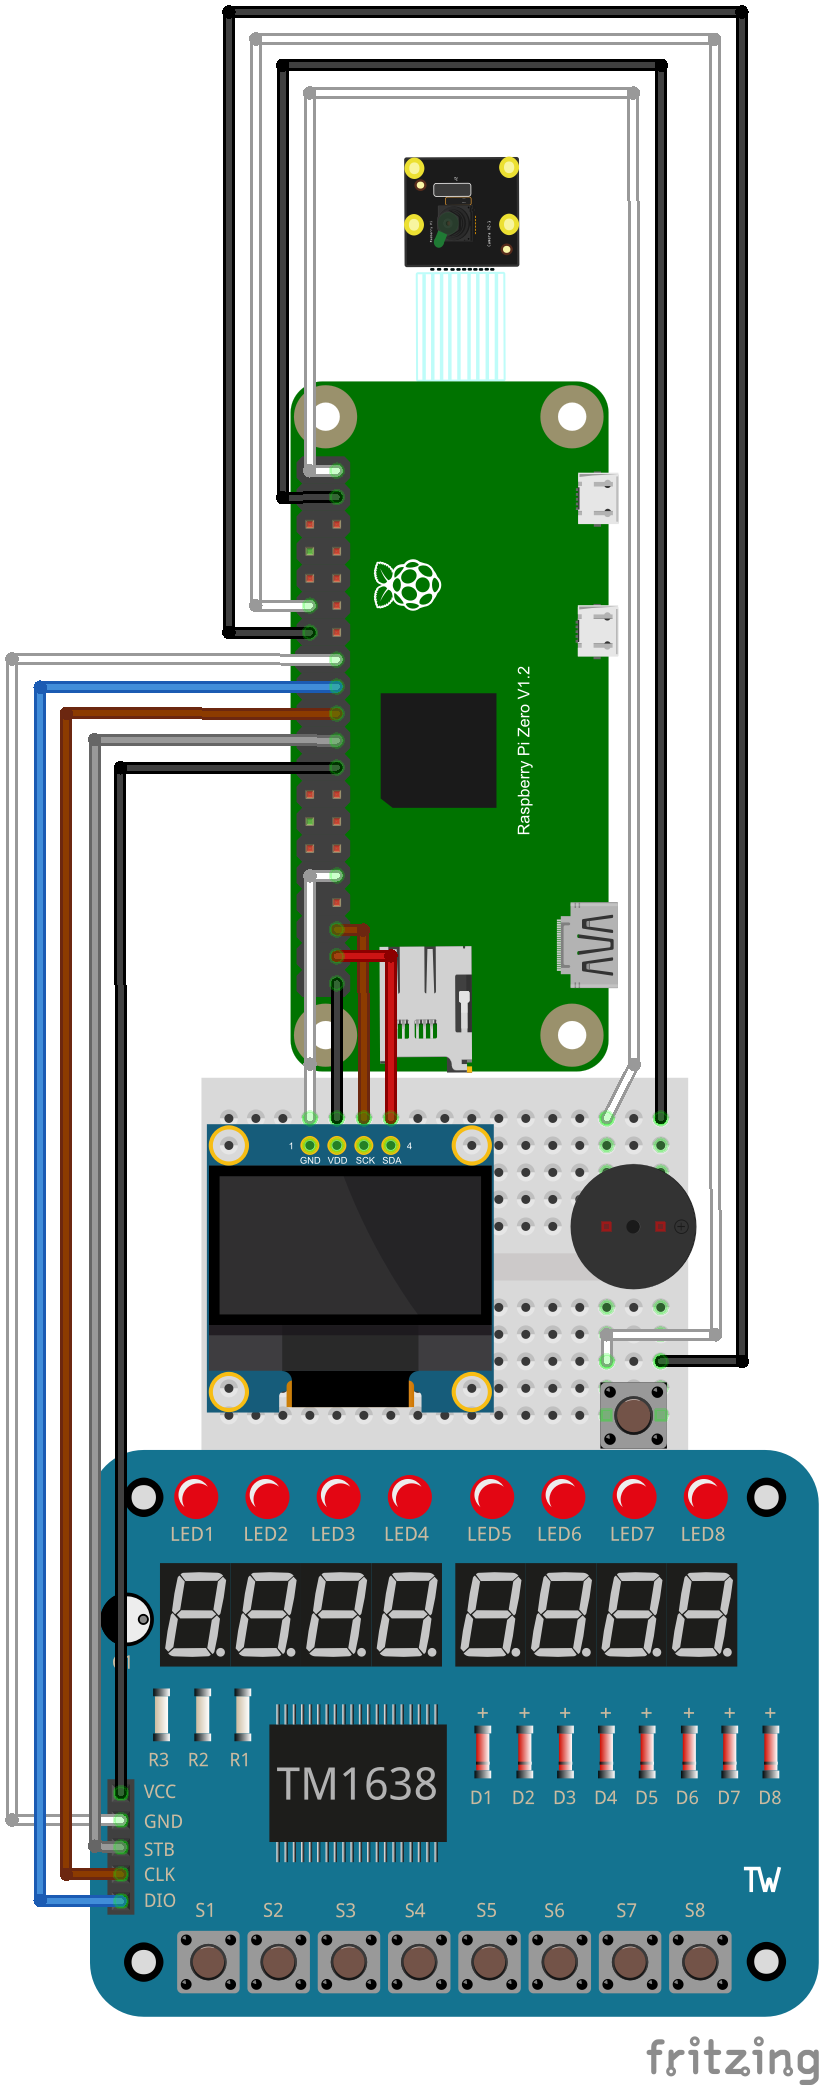 Raspberry Pi Zero V1.2
1
4
GND VDD SCK SDA
LED1 LED2 LED3 LED4 LED5 LED6 LED7 LED8
R3 R2 R1
TM1638
+ + + + + + + +
D1 D2 D3 D4 D5 D6 D7 D8
VCC
GND
STB
CLK
DIO
TW
S1 S2 S3 S4 S5 S6 S7 S8
fritzing